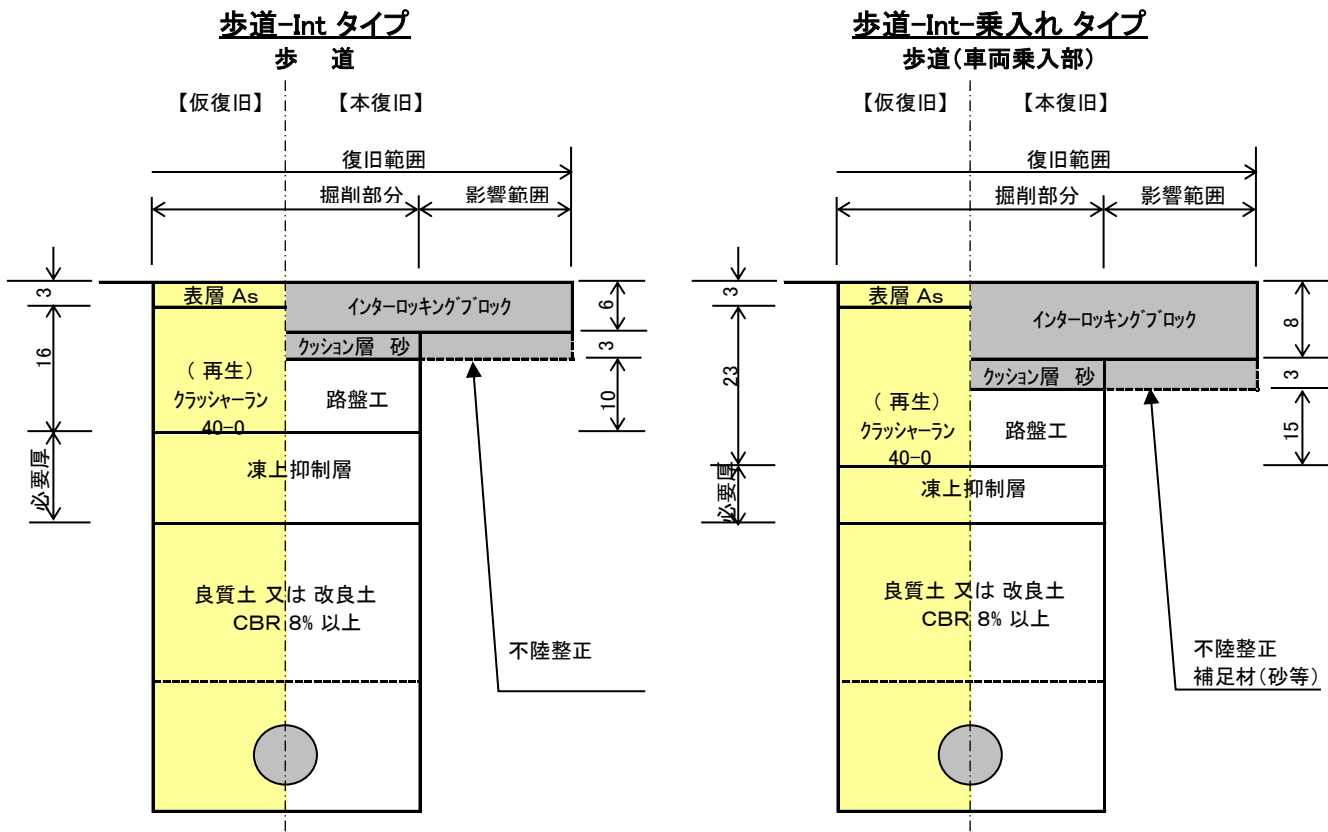 歩道-Int タイプ
歩 道
【仮復旧】 【本復旧】
復旧範囲
掘削部分 影響範囲
3
表層 As
インターロッキングブロック
6
クッション層 砂
3
16
(再生)
クラッシャーラン
40-0
路盤工
10
必要厚
凍上抑制層
良質土 又は 改良土
CBR 8% 以上
不陸整正
歩道-Int-乗入れ タイプ
歩道(車両乗入部)
【仮復旧】 【本復旧】
復旧範囲
掘削部分 影響範囲
3
表層 As
インターロッキングブロック
8
クッション層 砂
3
23
(再生)
クラッシャーラン
40-0
路盤工
15
必要厚
凍上抑制層
良質土 又は 改良土
CBR 8% 以上
不陸整正
補足材(砂等)